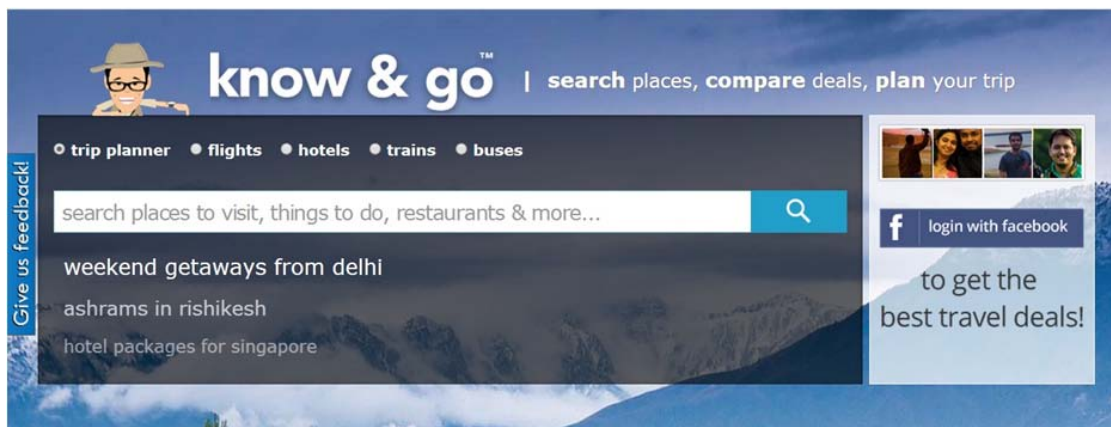 know & go™ | search places, compare deals, plan your trip
trip planner flights hotels trains buses
search places to visit, things to do, restaurants & more...
weekend getaways from delhi
ashrams in rishikesh
hotel packages for singapore
Give us feedback!
f login with facebook
to get the
best travel deals!